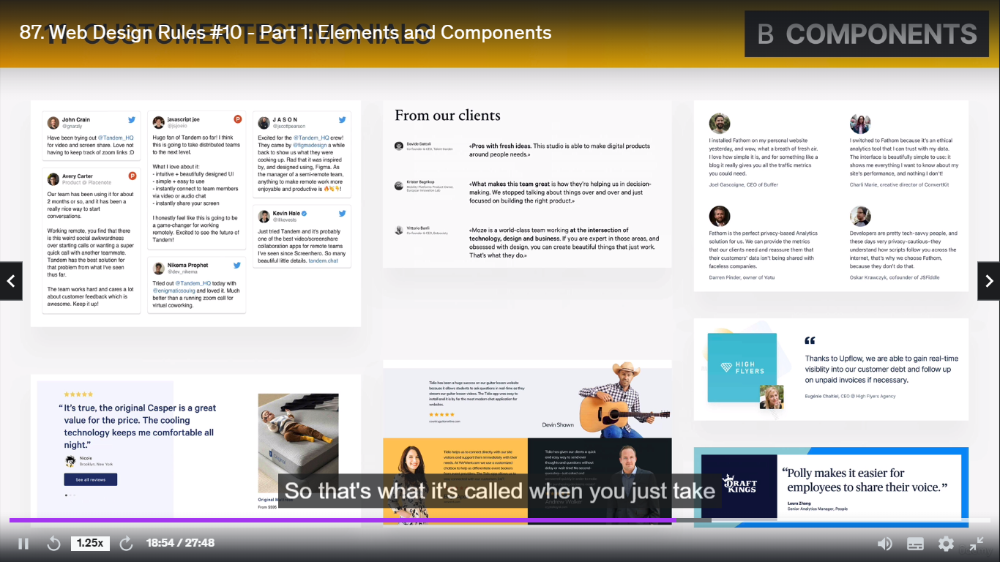 87. Web Design Rules #10 - Part 1: Elements and Components
CUSTOMER TESTIMONIALS
B COMPONENTS
John Crain
@gnarzly
Have been trying out @Tandem_HQ
for video and screen share. Love not
having to keep track of zoom links :D
Avery Carter
Product @ Placenote
Our team has been using it for about
2 months or so, and it has been a
really nice way to start
conversations.
Working remote, you find that there
is this weird social awkwardness
over starting calls or wanting a super
quick call with another teammate.
Tandem has the best solution for
that problem from what I've seen
thus far.
The team works hard and cares a lot
about customer feedback which is
awesome. Keep it up!
javascript joe
@jsjoeio
Huge fan of Tandem so far! I think
this is going to take distributed teams
to the next level.
What I love about it:
- intuitive + beautifully designed UI
- simple + easy to use
- instantly connect to team members
via video or audio chat
- instantly share your screen
I honestly feel like this is going to be
a game-changer for working
remotely. Excited to see the future of
Tandem!
Nikema Prophet
@dev_nikema
Tried out @Tandem_HQ today with
@enigmaticsouirg and loved it. Much
better than a running zoom call for
virtual coworking.
J A S O N
@jscottpearson
Excited for the @Tandem_HQ crew!
They came by @figmadesign a while
back to show us what they were
cooking up. Rad that it was inspired
by, and designed using, Figma. As
the manager of a semi-remote team,
anything to make remote work more
enjoyable and productive is 🔥👏!
Kevin Hale
@ilikevests
Just tried Tandem and it's probably
one of the best video/screenshare
collaboration apps for remote teams
I've seen since Screenhero. So many
beautiful little details. tandem.chat
From our clients
Davide Dattoli
Co-founder & CEO, Talent Garden
«Pros with fresh ideas. This studio is able to make digital products
around people needs.»
Krister Bagnkop
Mobility Platforms Product Owner,
European Innovation Lab
«What makes this team great is how they're helping us in decision-
making. We stopped talking about things over and over and just
focused on building the right product.»
Vittorio Banfi
Co-founder & CEO, Botsociety
«Moze is a world-class team working at the intersection of
technology, design and business. If you are expert in those areas, and
obsessed with design, you can create beautiful things that just work.
That's what they do.»
I installed Fathom on my personal website
yesterday, and wow, what a breath of fresh air.
I love how simple it is, and for something like a
blog it really gives you all the traffic metrics
you could need.
Joel Gascoigne, CEO of Buffer
I switched to Fathom because it's an ethical
analytics tool that I can trust with my data.
The interface is beautifully simple to use: it
shows me everything I want to know about my
site's performance, and nothing I don't!
Charli Marie, creative director of ConvertKit
Fathom is the perfect privacy-based Analytics
solution for us. We can provide the metrics
that our clients need and reassure them that
their customers' data isn't being shared with
faceless companies.
Darren Pinder, owner of Vatu
Developers are pretty tech-savvy people, and
these days very privacy-cautious–they
understand how scripts follow you across the
internet, that's why we choose Fathom,
because they don't do that.
Oskar Krawczyk, cofounder of JSFiddle
HIGH
FLYERS
“
Thanks to Upflow, we are able to gain real-time
visiblity into our customer debt and follow up
on unpaid invoices if necessary.
Eugénie Chaltiel, CEO @ High Flyers Agency
“It’s true, the original Casper is a great
value for the price. The cooling
technology keeps me comfortable all
night.”
Nicole
Brooklyn, New York
See all reviews
Original
From $595
Tidio has been a huge success on our guitar lesson website
because it allows students to ask questions in real-time as they
stream our guitar lesson videos. The Tidio app was easy to
install and it is by far the most modern chat application for
websites.
countryguitaronline.com
Devin Shawn
Tidio helps us to connect directly with our site
visitors and support them immediately with their
needs. At WeWent.com we use a customized
chatbox to help us differentiate event bookers
Tidio has given our clients a quick
and easy way to send over
thoughts and questions without
delay or wait time! No second-
Andrew Walker
DRAFT
KINGS
“Polly makes it easier for
employees to share their voice.”
Laura Zhang
Senior Analytics Manager, People
So that's what it's called when you just take
1.25x
18:54 / 27:48